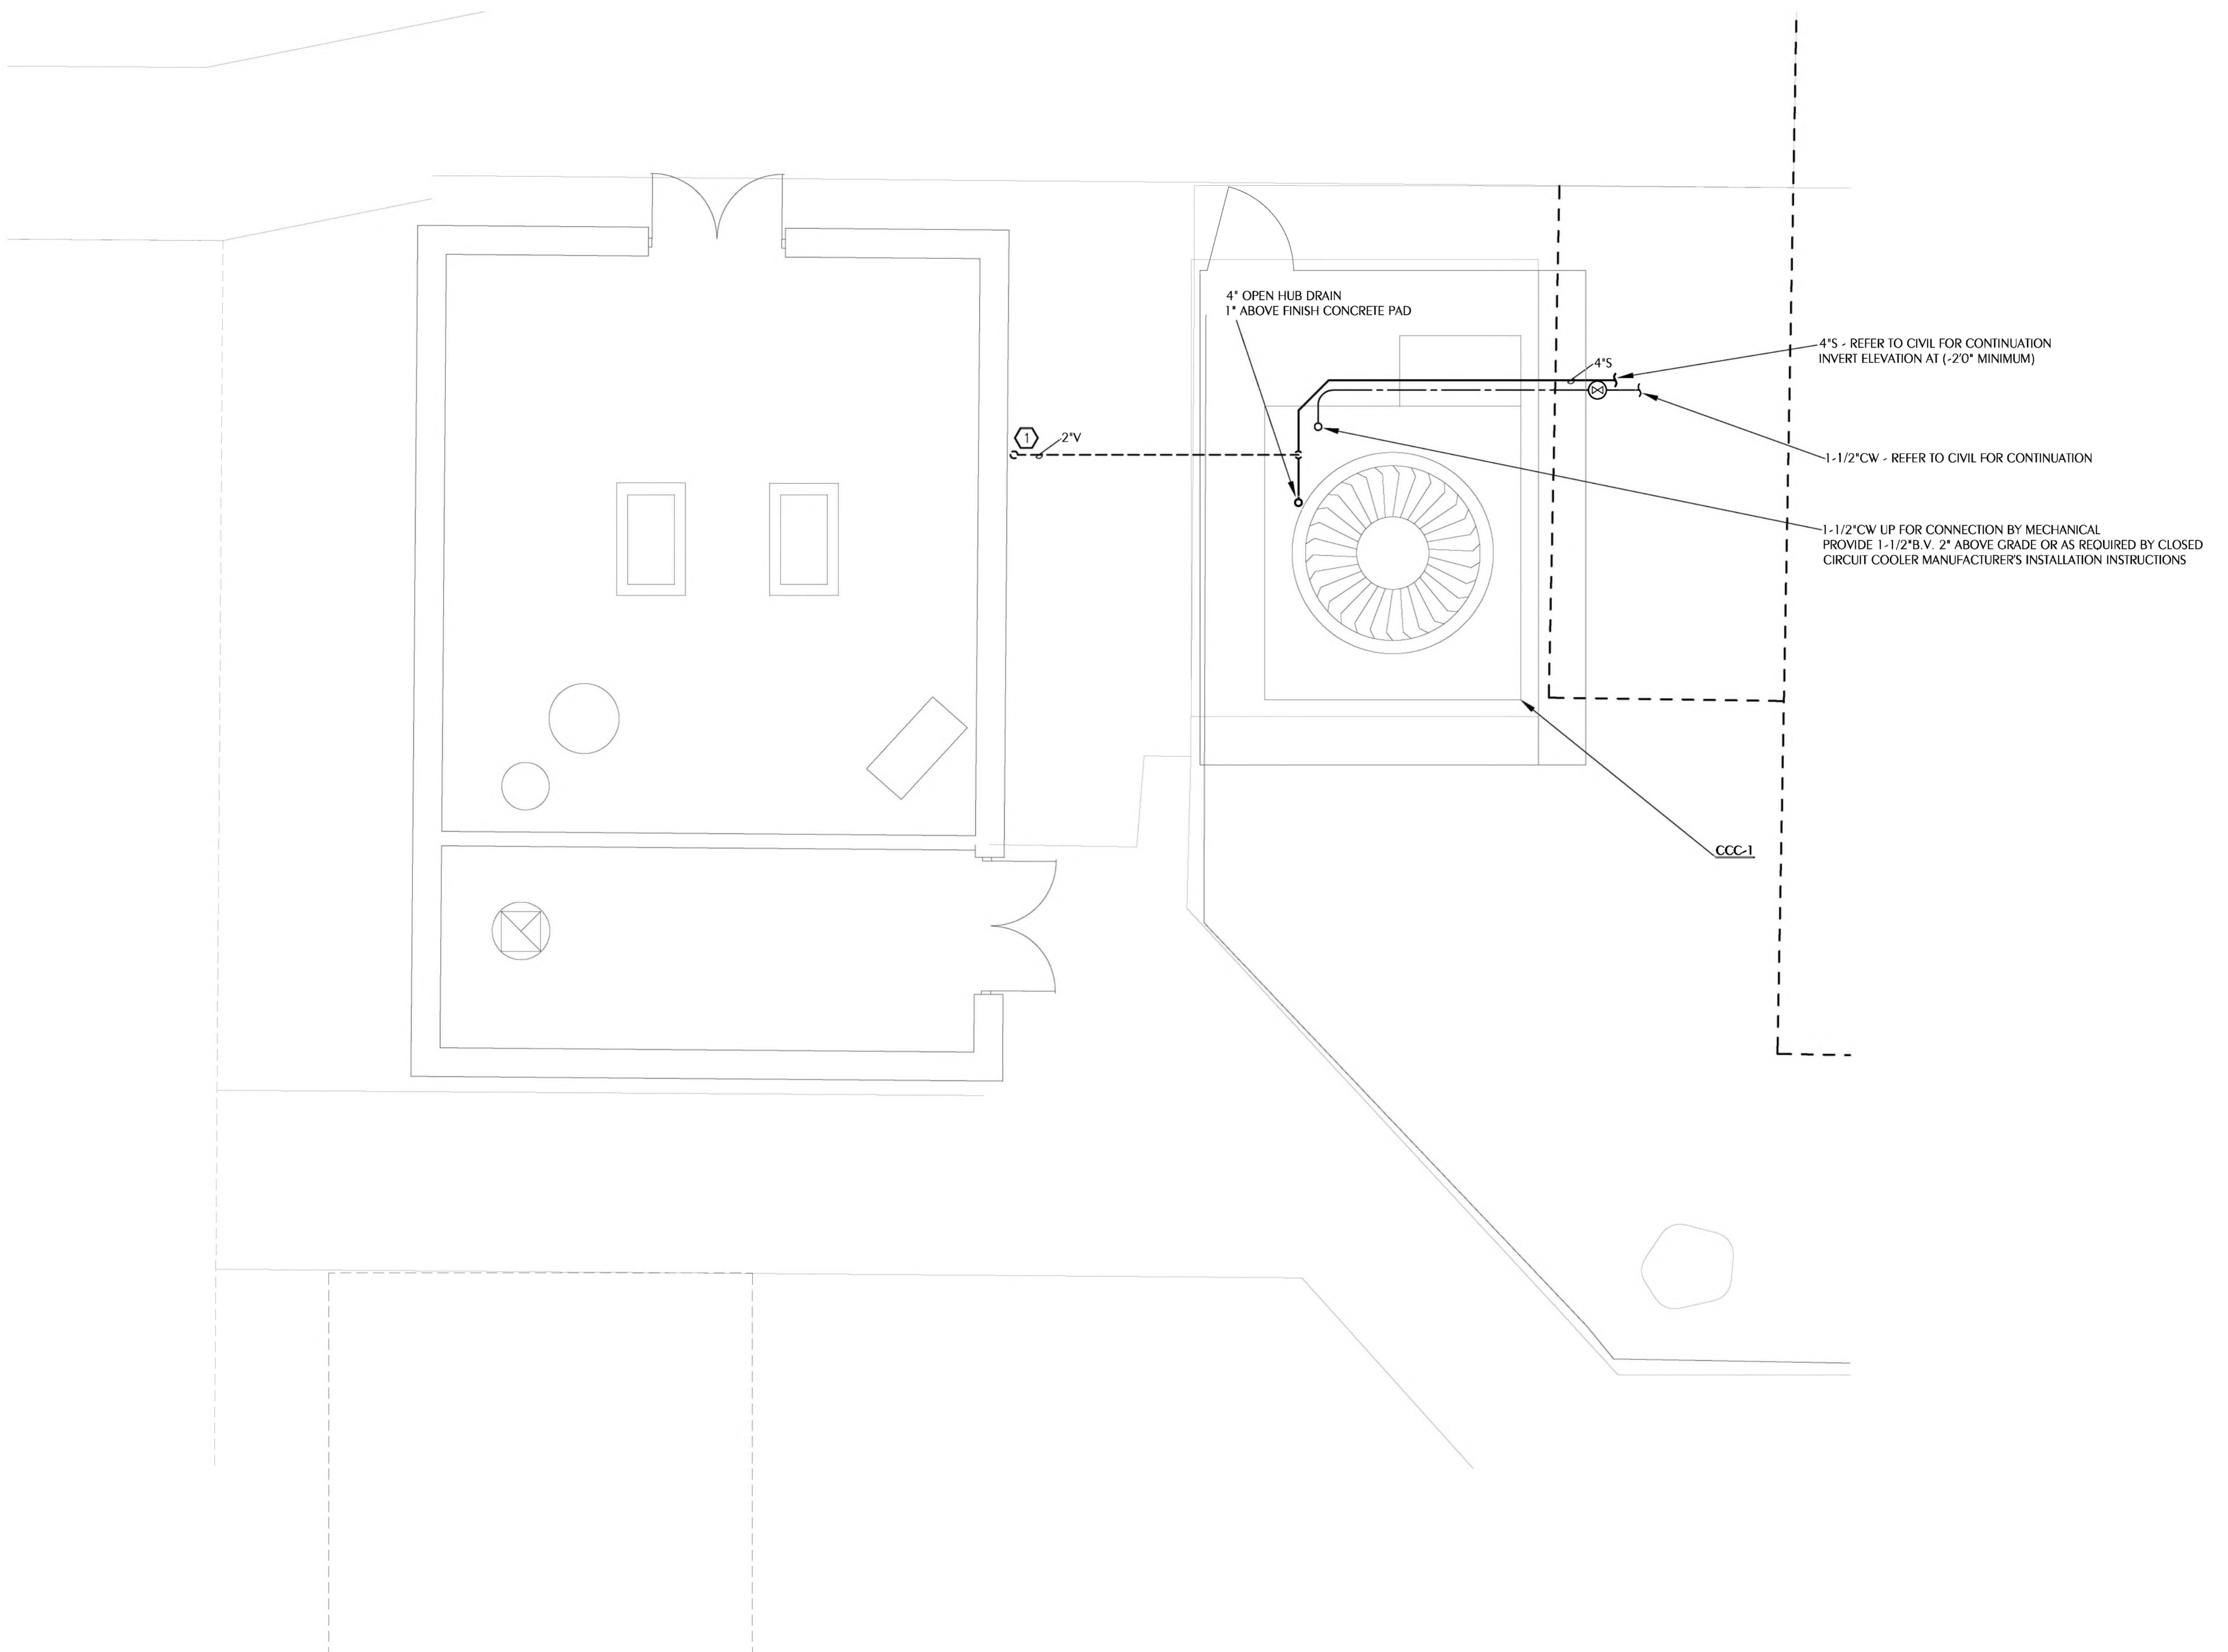 4" OPEN HUB DRAIN
1" ABOVE FINISH CONCRETE PAD
4"S
4"S - REFER TO CIVIL FOR CONTINUATION
INVERT ELEVATION AT (-2'0" MINIMUM)
1
2"V
1-1/2"CW - REFER TO CIVIL FOR CONTINUATION
1-1/2"CW UP FOR CONNECTION BY MECHANICAL
PROVIDE 1-1/2"B.V. 2" ABOVE GRADE OR AS REQUIRED BY CLOSED
CIRCUIT COOLER MANUFACTURER'S INSTALLATION INSTRUCTIONS
CCC-1